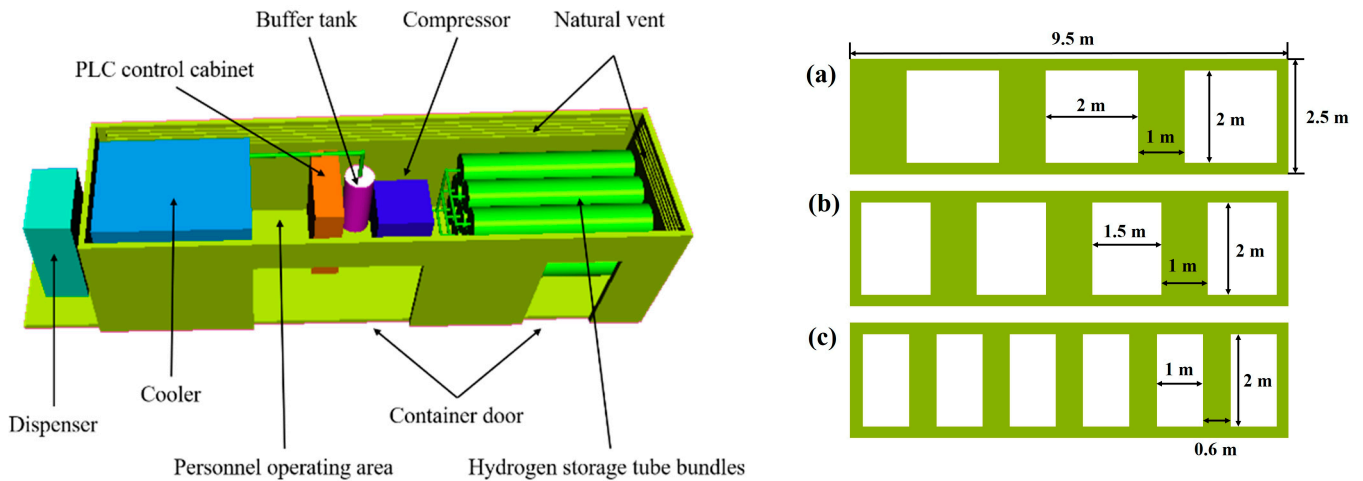 Buffer tank
Compressor
Natural vent
PLC control cabinet
Dispenser
Cooler
Personnel operating area
Container door
Hydrogen storage tube bundles
9.5 m
(a)
2 m
1 m
2 m
2.5 m
(b)
1.5 m
1 m
2 m
(c)
1 m
2 m
0.6 m